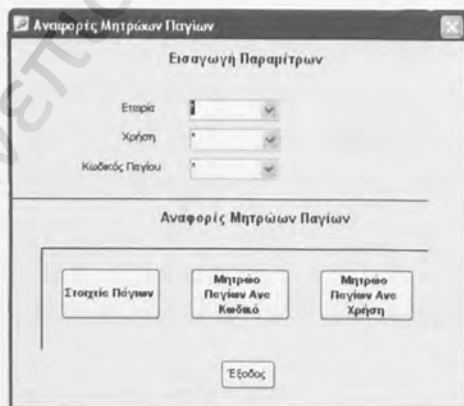 Αναφορές Μητρώων Παγίων
Εισαγωγή Παραμέτρων
Εταιρία *
Χρήση *
Κωδικός Παγίου *
Αναφορές Μητρώων Παγίων
Στοιχεία Πάγιων
Μητρώο
Παγίων Ανα
Κωδικό
Μητρώο
Παγίων Ανα
Χρήση
Έξοδος